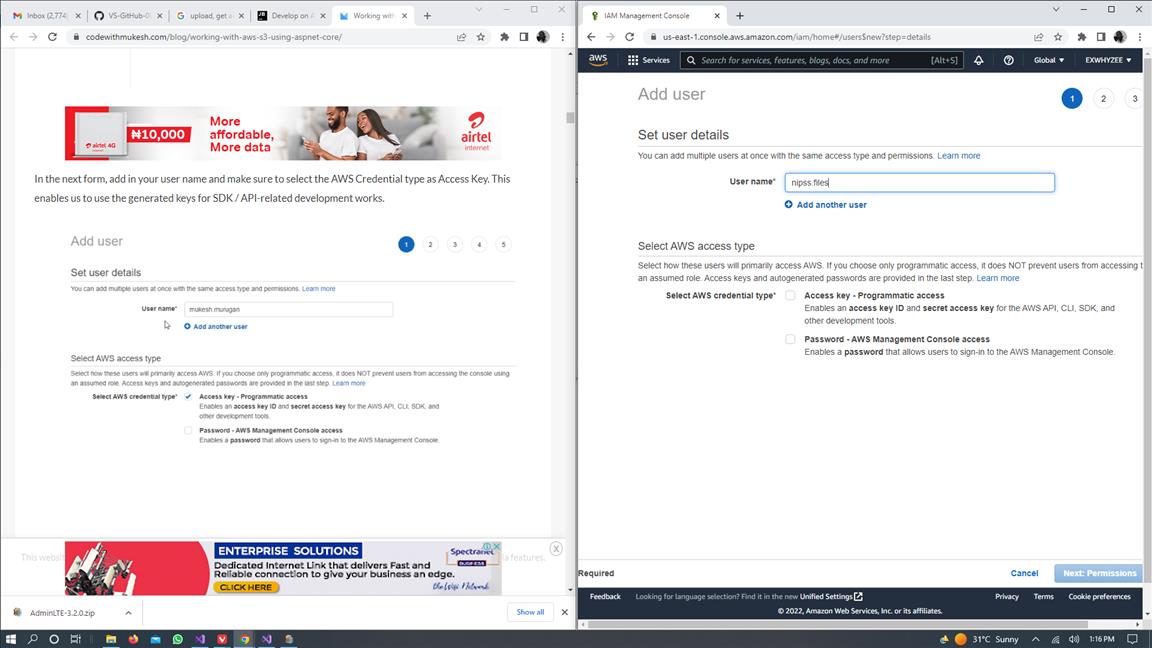 Inbox (2,774)
VS-GitHub-0
upload, get a
Develop on A
Working with
codewithmukesh.com/blog/working-with-aws-s3-using-aspnet-core/
airtel 4G
₦10,000
More
affordable,
More data
airtel
internet
In the next form, add in your user name and make sure to select the AWS Credential type as Access Key. This
enables us to use the generated keys for SDK / API-related development works.
Add user
1 2 3 4 5
Set user details
You can add multiple users at once with the same access type and permissions. Learn more
User name* mukesh.murugan
Add another user
Select AWS access type
Select how these users will primarily access AWS. If you choose only programmatic access, it does NOT prevent users from accessing the console using
an assumed role. Access keys and autogenerated passwords are provided in the last step. Learn more
Select AWS credential type* Access key - Programmatic access
Enables an access key ID and secret access key for the AWS API, CLI, SDK, and
other development tools.
Password - AWS Management Console access
Enables a password that allows users to sign-in to the AWS Management Console.
This website
a features.
ENTERPRISE SOLUTIONS
Dedicated Internet Link that delivers Fast and
Reliable connection to give your business an edge.
CLICK HERE
Spectranet
BUSINESS
the Wifi Network
AdminLTE-3.2.0.zip
Show all
IAM Management Console
us-east-1.console.aws.amazon.com/iam/home#/users$new?step=details
aws
Services
Search for services, features, blogs, docs, and more [Alt+S]
Global
EXWHYZEE
Add user
1 2 3
Set user details
You can add multiple users at once with the same access type and permissions. Learn more
User name* nipss.files
Add another user
Select AWS access type
Select how these users will primarily access AWS. If you choose only programmatic access, it does NOT prevent users from accessing t
an assumed role. Access keys and autogenerated passwords are provided in the last step. Learn more
Select AWS credential type* Access key - Programmatic access
Enables an access key ID and secret access key for the AWS API, CLI, SDK, and
other development tools.
Password - AWS Management Console access
Enables a password that allows users to sign-in to the AWS Management Console.
Required
Cancel
Next: Permissions
Feedback
Looking for language selection? Find it in the new Unified Settings
Privacy
Terms
Cookie preferences
© 2022, Amazon Web Services, Inc. or its affiliates.
31°C Sunny
1:16 PM